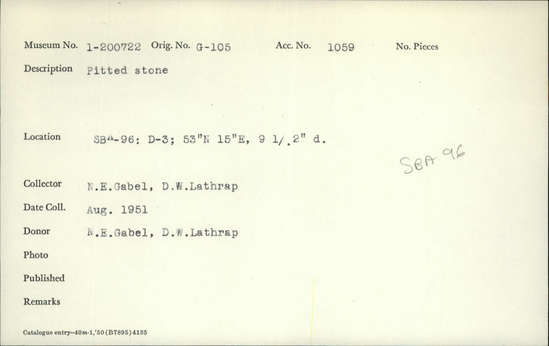 Museum No. 1-200722 Orig. No. G-105 Acc. No. 1059 No. Pieces
Description Pitted stone
Location SBA-96; D-3; 53"N 15"E, 9 1/2" d.
SBA 96
Collector N.E.Gabel, D.W.Lathrap
Date Coll. Aug. 1951
Donor N.E.Gabel, D.W.Lathrap
Photo
Published
Remarks
Catalogue entry—40m-1,'50(B7895)4135